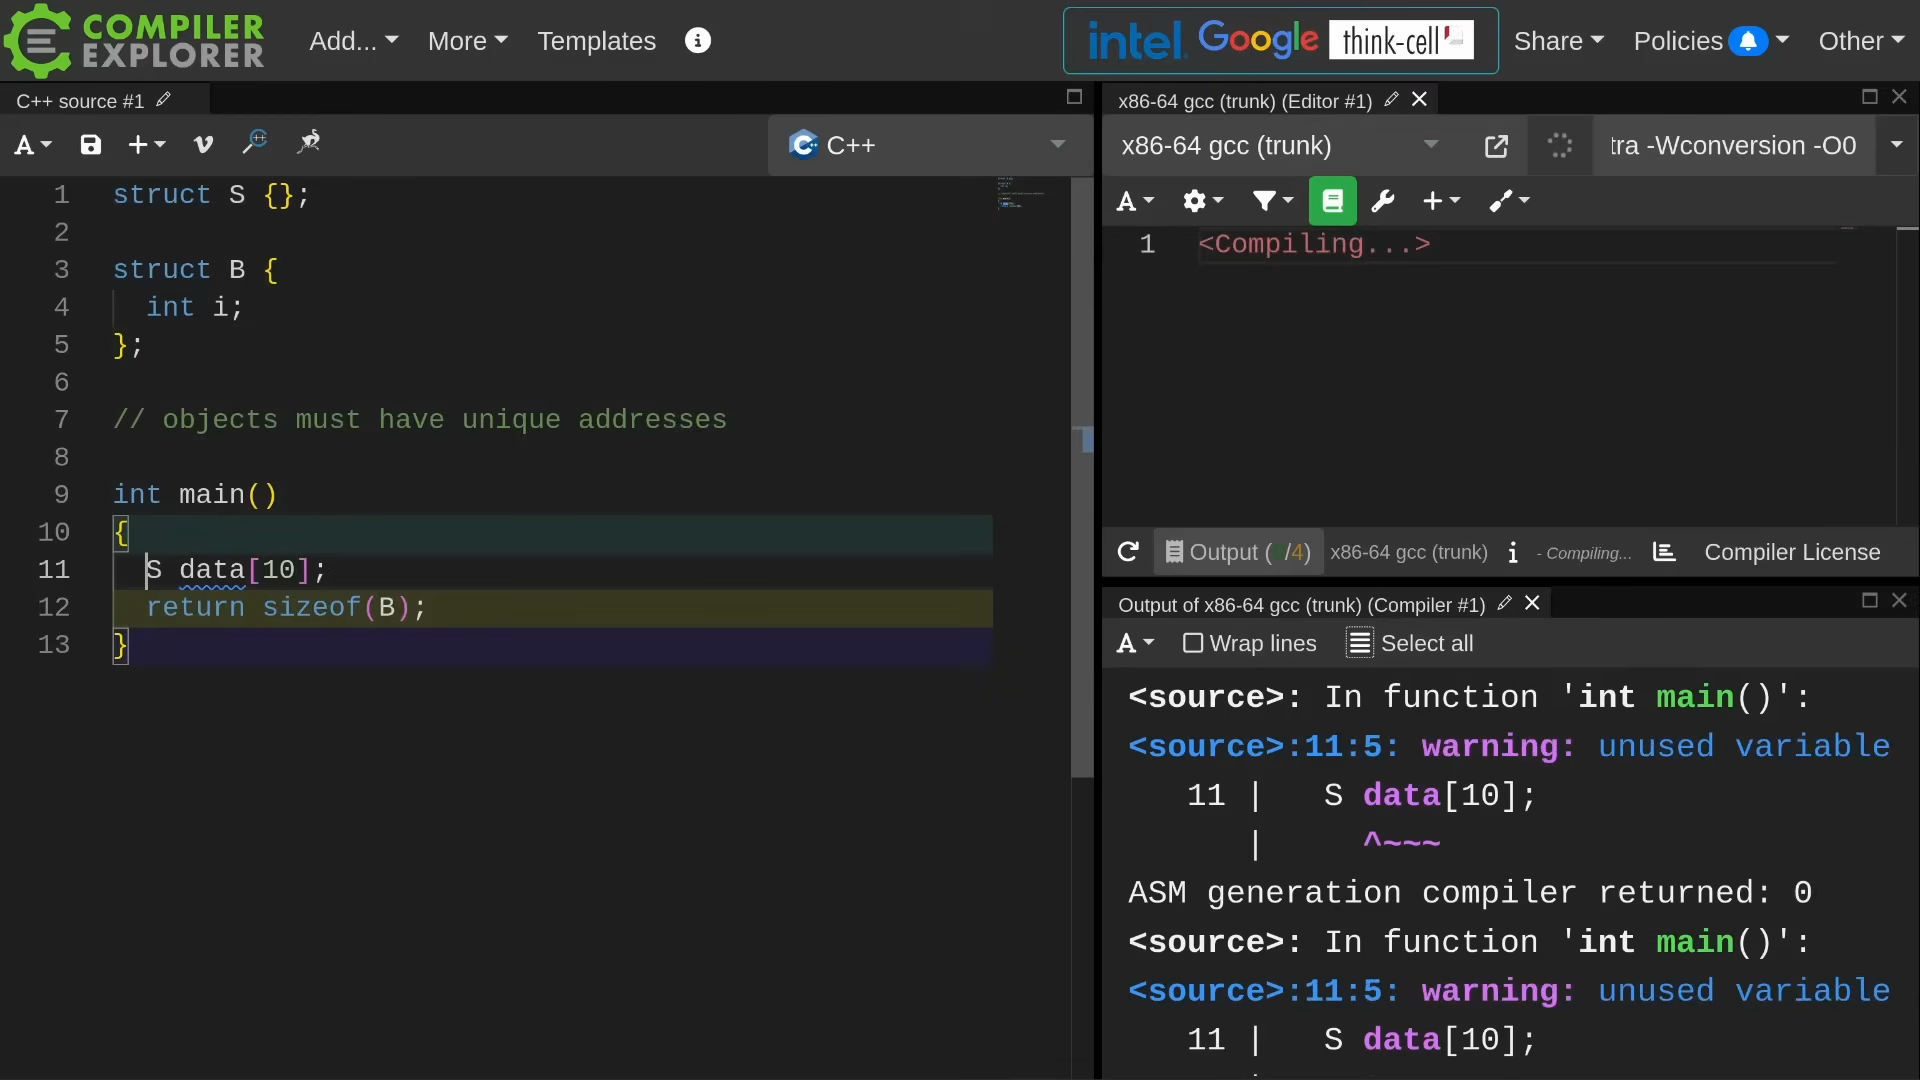 COMPILER EXPLORER
Add...
More
Templates
intel. Google think-cell
Share
Policies
Other
C++ source #1
C++
1 struct S {};
2
3 struct B {
4 int i;
5 };
6
7 // objects must have unique addresses
8
9 int main()
10 {
11 S data[10];
12 return sizeof(B);
13 }
x86-64 gcc (trunk) (Editor #1)
x86-64 gcc (trunk)
tra -Wconversion -O0
A
1 <Compiling...>
Output ( /4) x86-64 gcc (trunk) - Compiling... Compiler License
Output of x86-64 gcc (trunk) (Compiler #1)
A Wrap lines Select all
<source>: In function 'int main()':
<source>:11:5: warning: unused variable
11 | S data[10];
| ^~~~
ASM generation compiler returned: 0
<source>: In function 'int main()':
<source>:11:5: warning: unused variable
11 | S data[10];